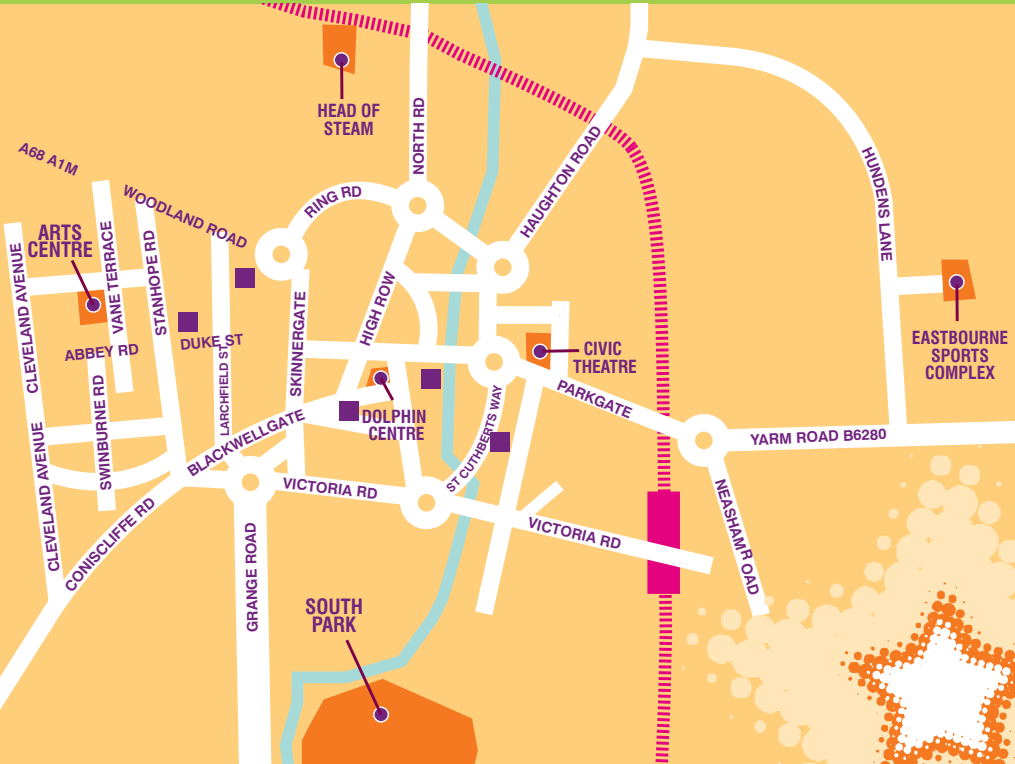 HEAD OF
STEAM
NORTH RD
HAUGHTON ROAD
HUNDENS LANE
A68 A1M
WOODLAND ROAD
RING RD
ARTS
CENTRE
CLEVELAND AVENUE
VANE TERRACE
STANHOPE RD
ABBEY RD
DUKE ST
LARCHFIELD ST
SKINNERGATE
HIGH ROW
CIVIC
THEATRE
EASTBOURNE
SPORTS
COMPLEX
PARKGATE
DOLPHIN
CENTRE
ST CUTHBERTS WAY
BLACKWELLGATE
SWINBURNE RD
CLEVELAND AVENUE
YARM ROAD B6280
VICTORIA RD
VICTORIA RD
NEASHAMR OAD
CONISCLIFFE RD
GRANGE ROAD
SOUTH
PARK